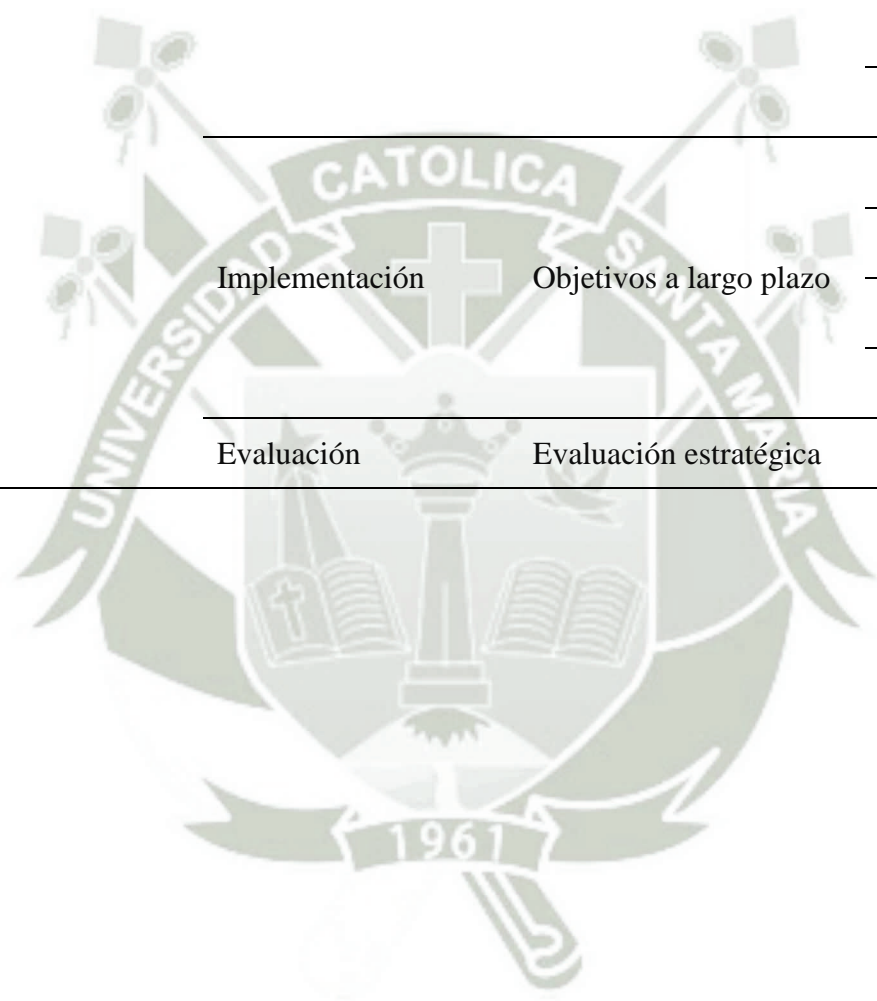 CATOLICA
UNIVERSIDAD
SANTA MARIA
Implementación Objetivos a largo plazo
Evaluación Evaluación estratégica
1961